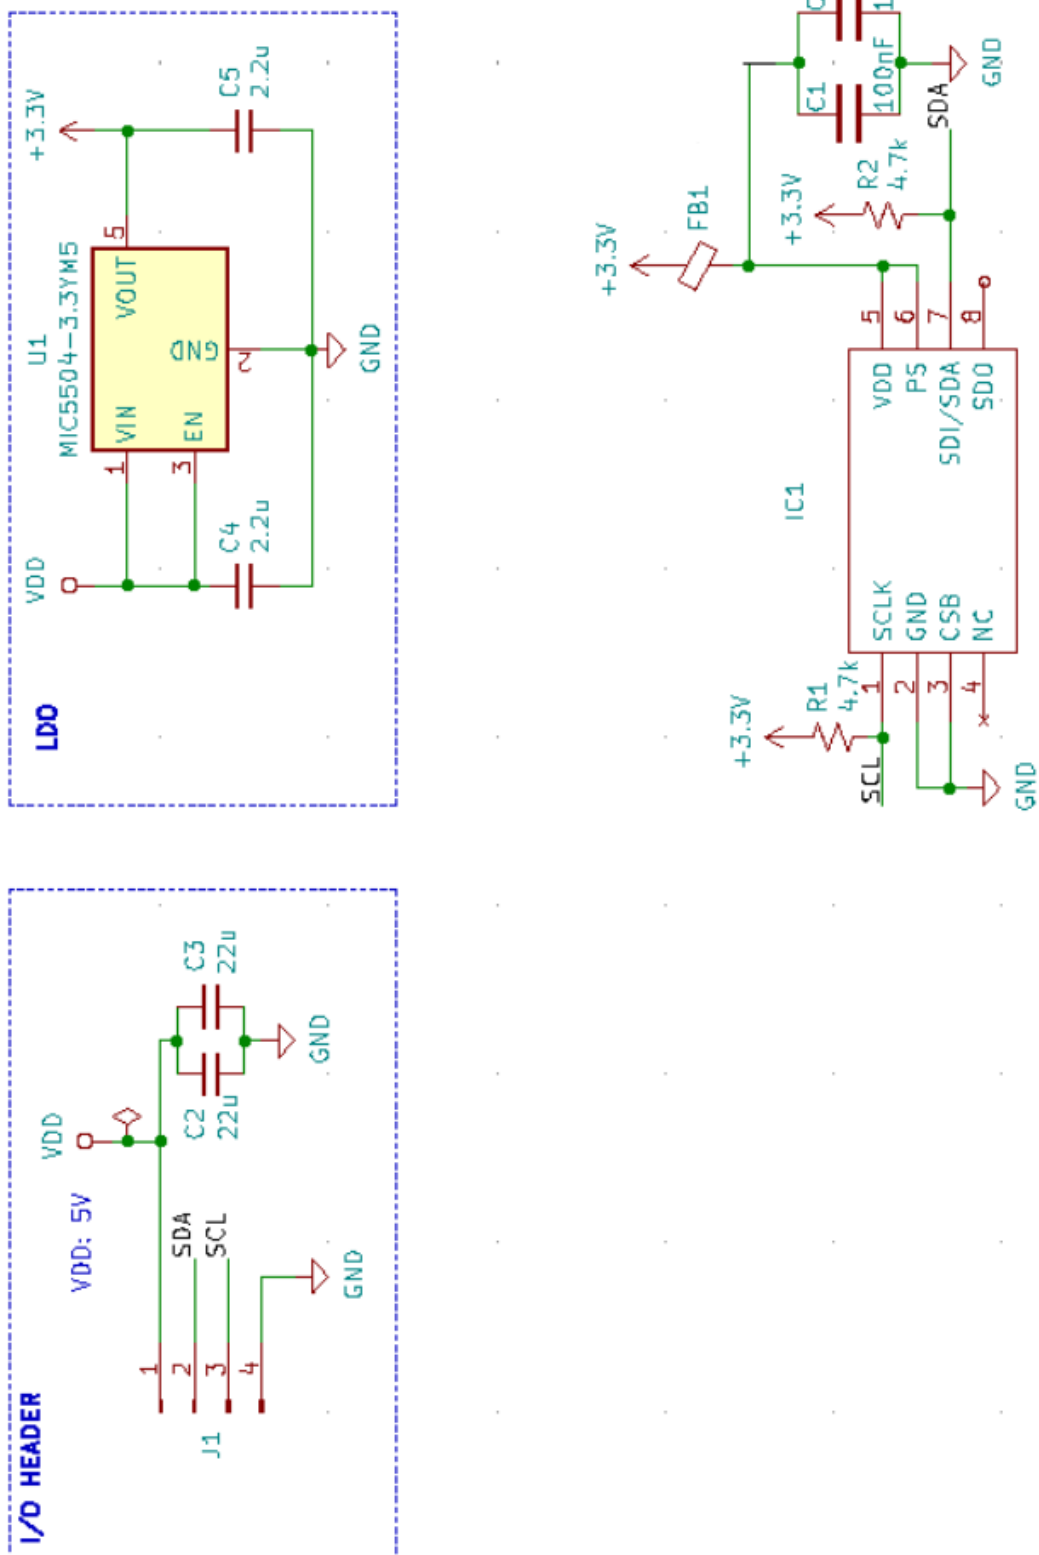 I/O HEADER
VDD: 5V
VDD
J1
1
2
3
4
SDA
SCL
GND
C2
22u
C3
22u
GND
LDO
VDD
U1
MIC5504-3.3YM5
VIN
EN
VOUT
GND
1
3
5
2
C4
2.2u
C5
2.2u
+3.3V
GND
+3.3V
FB1
C1
100nF
GND
+3.3V
R1
4.7k
SCL
GND
IC1
SCLK
GND
CSB
NC
1
2
3
4
VDD
PS
SDI/SDA
SDO
5
6
7
8
+3.3V
R2
4.7k
SDA